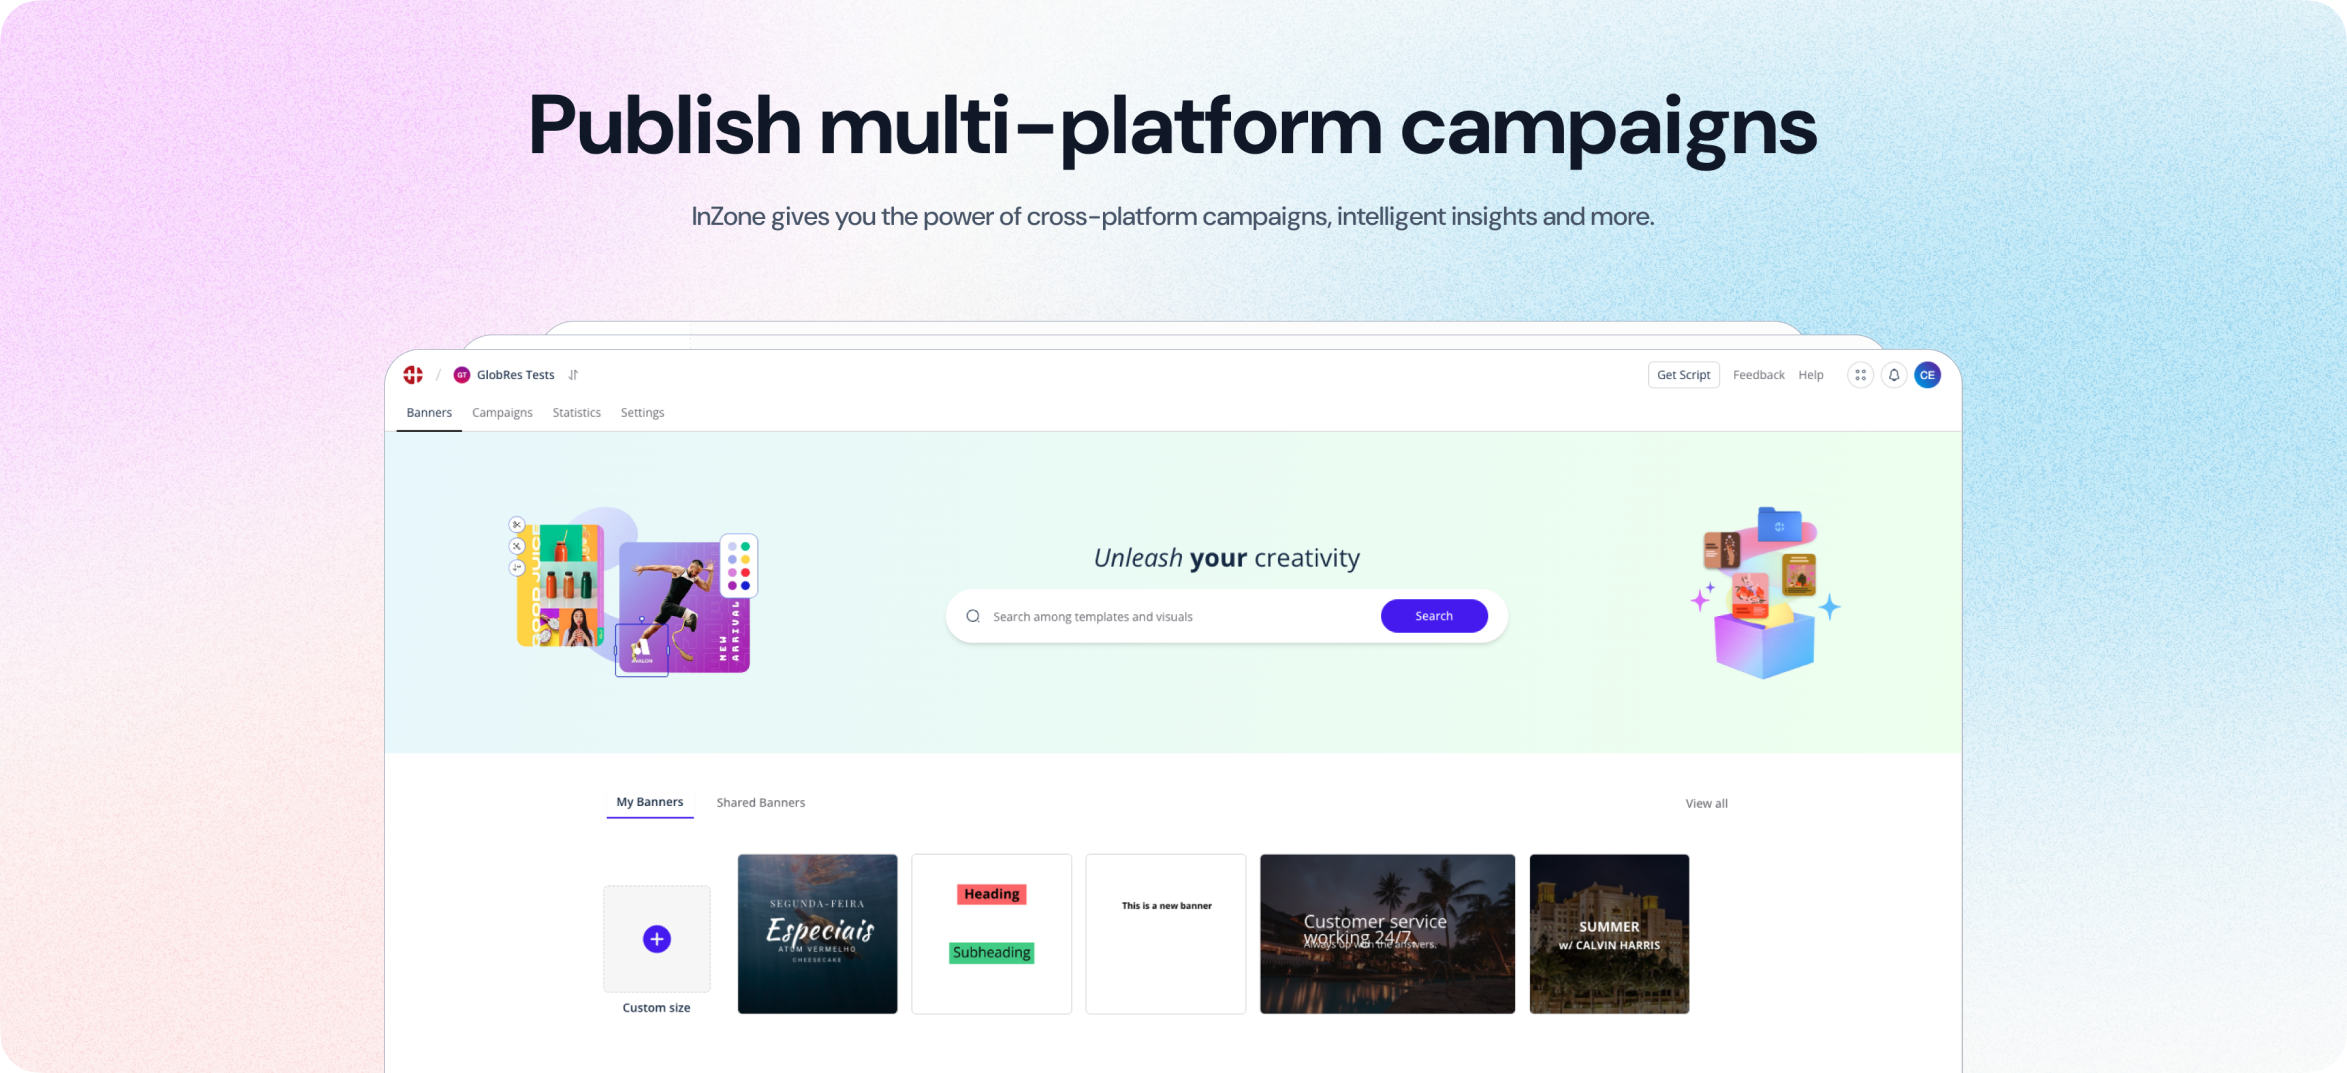 Publish multi-platform campaigns
InZone gives you the power of cross-platform campaigns, intelligent insights and more.
/ GT GlobRes Tests
Get Script Feedback Help CE
Banners Campaigns Statistics Settings
GOOD JUICE
AVALON
NEW
ARRIVAL
Unleash your creativity
Search among templates and visuals Search
My Banners Shared Banners View all
Custom size
SEGUNDA-FEIRA
Especiais
ATUM VERMELHO
CHEESECAKE
Heading
Subheading
This is a new banner
Customer service
working 24/7.
Always up with the answers.
SUMMER
w/ CALVIN HARRIS